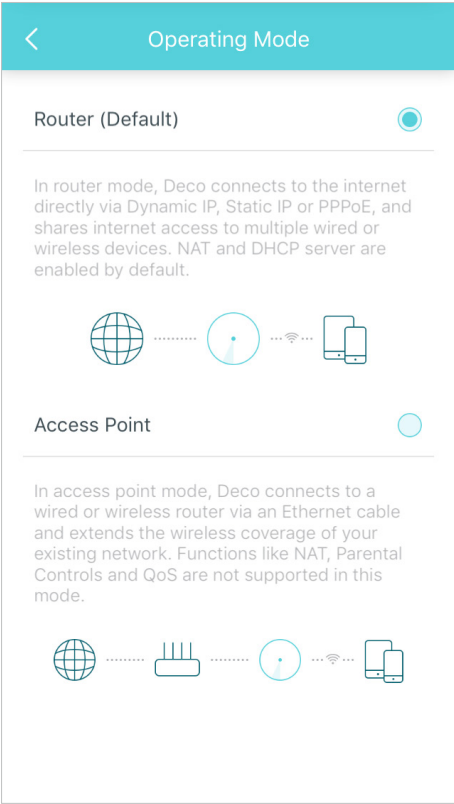 Operating Mode
Router (Default)
In router mode, Deco connects to the internet
directly via Dynamic IP, Static IP or PPPoE, and
shares internet access to multiple wired or
wireless devices. NAT and DHCP server are
enabled by default.
Access Point
In access point mode, Deco connects to a
wired or wireless router via an Ethernet cable
and extends the wireless coverage of your
existing network. Functions like NAT, Parental
Controls and QoS are not supported in this
mode.